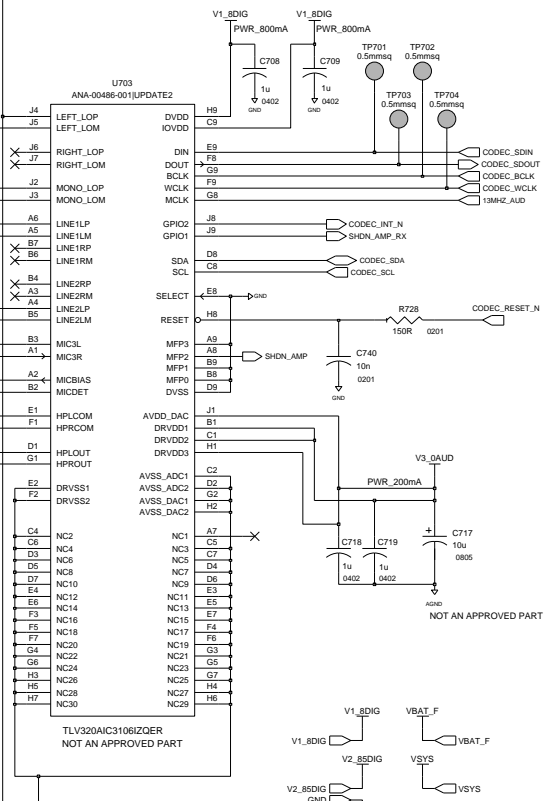 V1_8DIG V1_8DIG
PWR_800mA PWR_800mA
C708 C709
1u 1u
0402 0402
GND GND
TP701 TP702
0.5mmsq 0.5mmsq
TP703 TP704
0.5mmsq 0.5mmsq
U703
ANA-00486-001|UPDATE2
J4 LEFT_LOP DVDD H9
J5 LEFT_LOM IOVDD C9
J6 RIGHT_LOP DIN E9 CODEC_SDIN
J7 RIGHT_LOM DOUT F8 CODEC_SDOUT
BCLK G9 CODEC_BCLK
J2 MONO_LOP WCLK F9 CODEC_WCLK
J3 MONO_LOM MCLK G8 13MHZ_AUD
A6 LINE1LP GPIO2 J8 CODEC_INT_N
A5 LINE1LM GPIO1 J9 SHDN_AMP_RX
B7 LINE1RP
B6 LINE1RM SDA D8 CODEC_SDA
SCL C8 CODEC_SCL
B4 LINE2RP
A3 LINE2RM SELECT E8 GND
A4 LINE2LP
B5 LINE2LM RESET H8
R728 CODEC_RESET_N
150R 0201
B3 MIC3L MFP3 A9
A1 MIC3R MFP2 A8 SHDN_AMP
MFP1 B9
A2 MICBIAS MFP0 B8
B2 MICDET DVSS D9
C740
10n
0201
GND
E1 HPLCOM AVDD_DAC J1
F1 HPRCOM DRVDD1 B1
DRVDD2 C1
D1 HPLOUT DRVDD3 H1
G1 HPROUT
V3_0AUD
PWR_200mA
AVSS_ADC1 C2
E2 DRVSS1 AVSS_ADC2 D2
F2 DRVSS2 AVSS_DAC1 G2
AVSS_DAC2 H2
C4 NC2 NC1 A7
C6 NC4 NC3 C5
D3 NC6 NC5 C7
D5 NC8 NC7 D4
D7 NC10 NC9 D6
E4 NC12 NC11 E3
E6 NC14 NC13 E5
F3 NC16 NC15 E7
F5 NC18 NC17 F4
F7 NC20 NC19 F6
G4 NC22 NC21 G3
G6 NC24 NC23 G5
H3 NC26 NC25 G7
H5 NC28 NC27 H4
H7 NC30 NC29 H6
C718 C719 + C717
1u 1u 10u
0402 0402 0805
AGND
NOT AN APPROVED PART
TLV320AIC3106IZQER
NOT AN APPROVED PART
V1_8DIG VBAT_F
V1_8DIG VBAT_F
V2_85DIG VSYS
V2_85DIG VSYS
GND